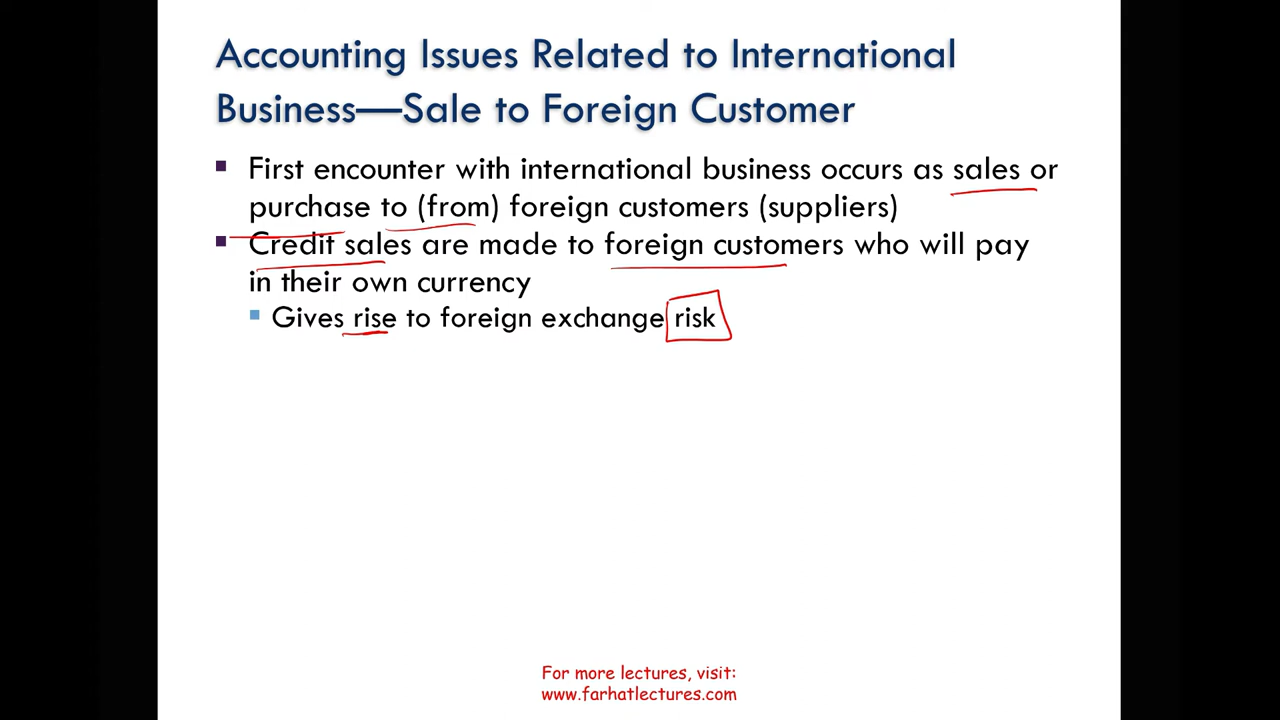 Accounting Issues Related to International
Business—Sale to Foreign Customer
First encounter with international business occurs as sales or
purchase to (from) foreign customers (suppliers)
Credit sales are made to foreign customers who will pay
in their own currency
Gives rise to foreign exchange risk
For more lectures, visit:
www.farhatlectures.com